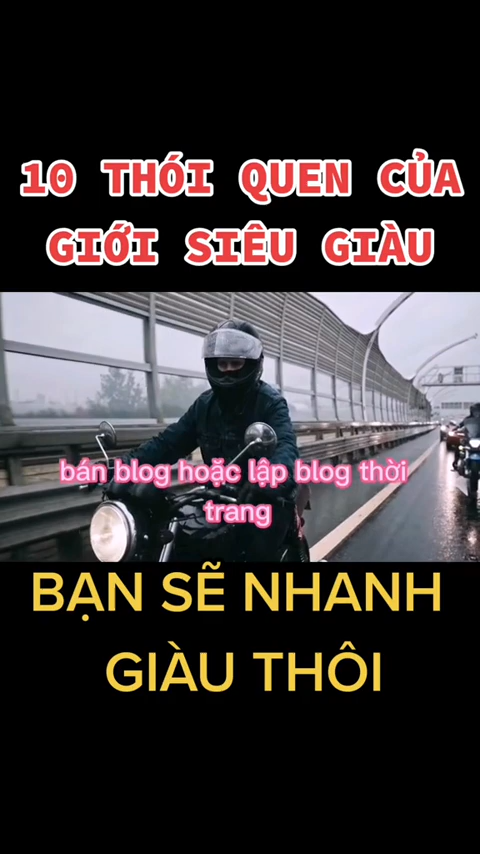 10 THÓI QUEN CỦA
GIỚI SIÊU GIÀU
bán blog hoặc lập blog thời
trang
BẠN SẼ NHANH
GIÀU THÔI